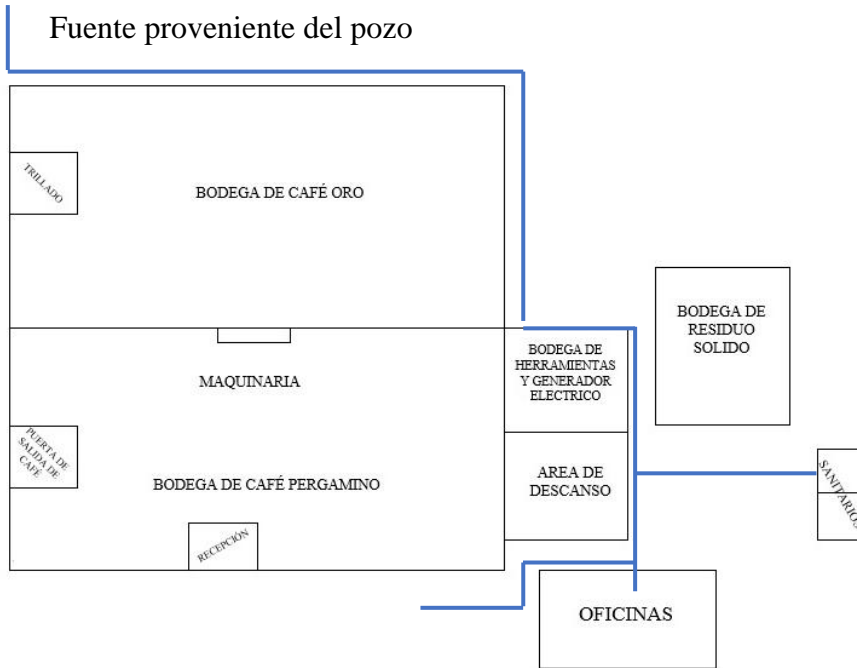 Fuente proveniente del pozo
TRILLADO
BODEGA DE CAFÉ ORO
BODEGA DE
RESIDUO
SOLIDO
BODEGA DE
HERRAMIENTAS
Y GENERADOR
ELECTRICO
MAQUINARIA
PUERTA DE
SALIDA DE
CAFÉ
BODEGA DE CAFÉ PERGAMINO
AREA DE
DESCANSO
SANITARIOS
RECEPCIÓN
OFICINAS